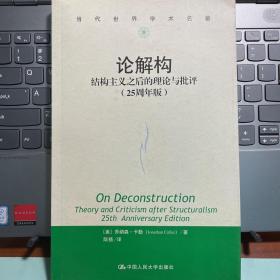 当代世界学术名著
论解构
结构主义之后的理论与批评
（25周年版）
On Deconstruction
Theory and Criticism after Structuralism
25th Anniversary Edition
［美］乔纳森·卡勒（Jonathan Culler）著
陆扬/译
中国人民大学出版社